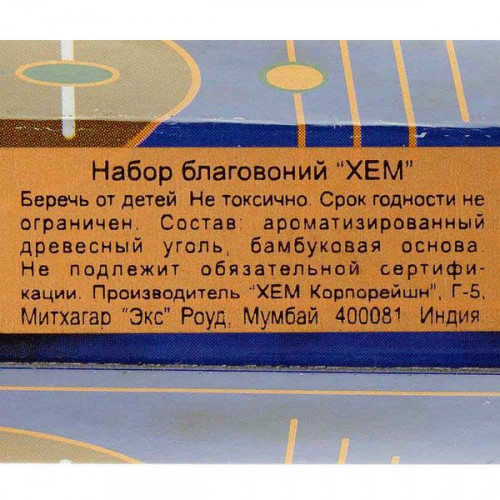 Набор благовоний "ХЕМ"
Беречь от детей Не токсично. Срок годности не
ограничен. Состав: ароматизированный
древесный уголь, бамбуковая основа.
Не подлежит обязательной сертифи-
кации. Производитель "ХЕМ Корпорейшн", Г-5,
Митхагар "Экс" Роуд, Мумбай 400081 Индия